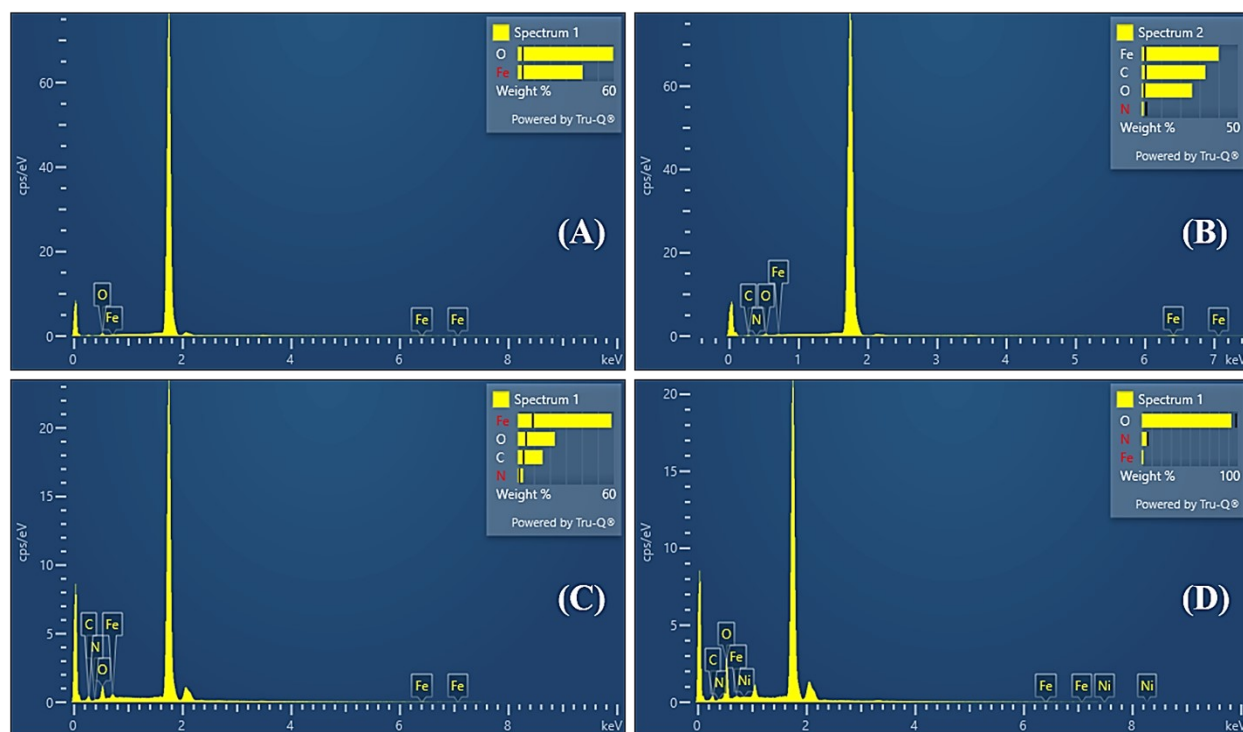 Spectrum 1
O
Fe
Weight % 60
Powered by Tru-Q®
60
40
20
0
cps/eV
O
Fe
Fe Fe
(A)
0 2 4 6 8 keV
Spectrum 2
Fe
C
O
N
Weight % 50
Powered by Tru-Q®
60
40
20
0
cps/eV
Fe
C O
N
Fe Fe
(B)
0 1 2 3 4 5 6 7 keV
Spectrum 1
Fe
O
C
N
Weight % 60
Powered by Tru-Q®
20
15
10
5
0
cps/eV
C Fe
N
O
Fe Fe
(C)
0 2 4 6 8 keV
Spectrum 1
O
N
Fe
Weight % 100
Powered by Tru-Q®
20
15
10
5
0
cps/eV
O
C Fe
N Ni
Fe Fe Ni Ni
(D)
0 2 4 6 8 keV